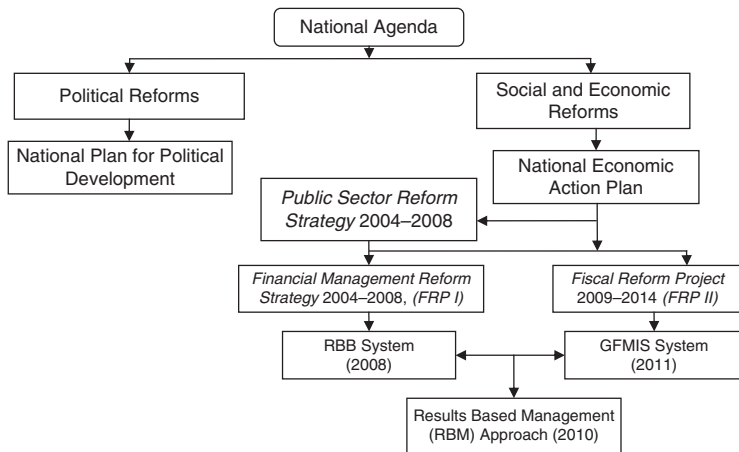 National Agenda
Political Reforms
Social and Economic
Reforms
National Plan for Political
Development
National Economic
Action Plan
Public Sector Reform
Strategy 2004–2008
Financial Management Reform
Strategy 2004–2008, (FRP I)
Fiscal Reform Project
2009–2014 (FRP II)
RBB System
(2008)
GFMIS System
(2011)
Results Based Management
(RBM) Approach (2010)